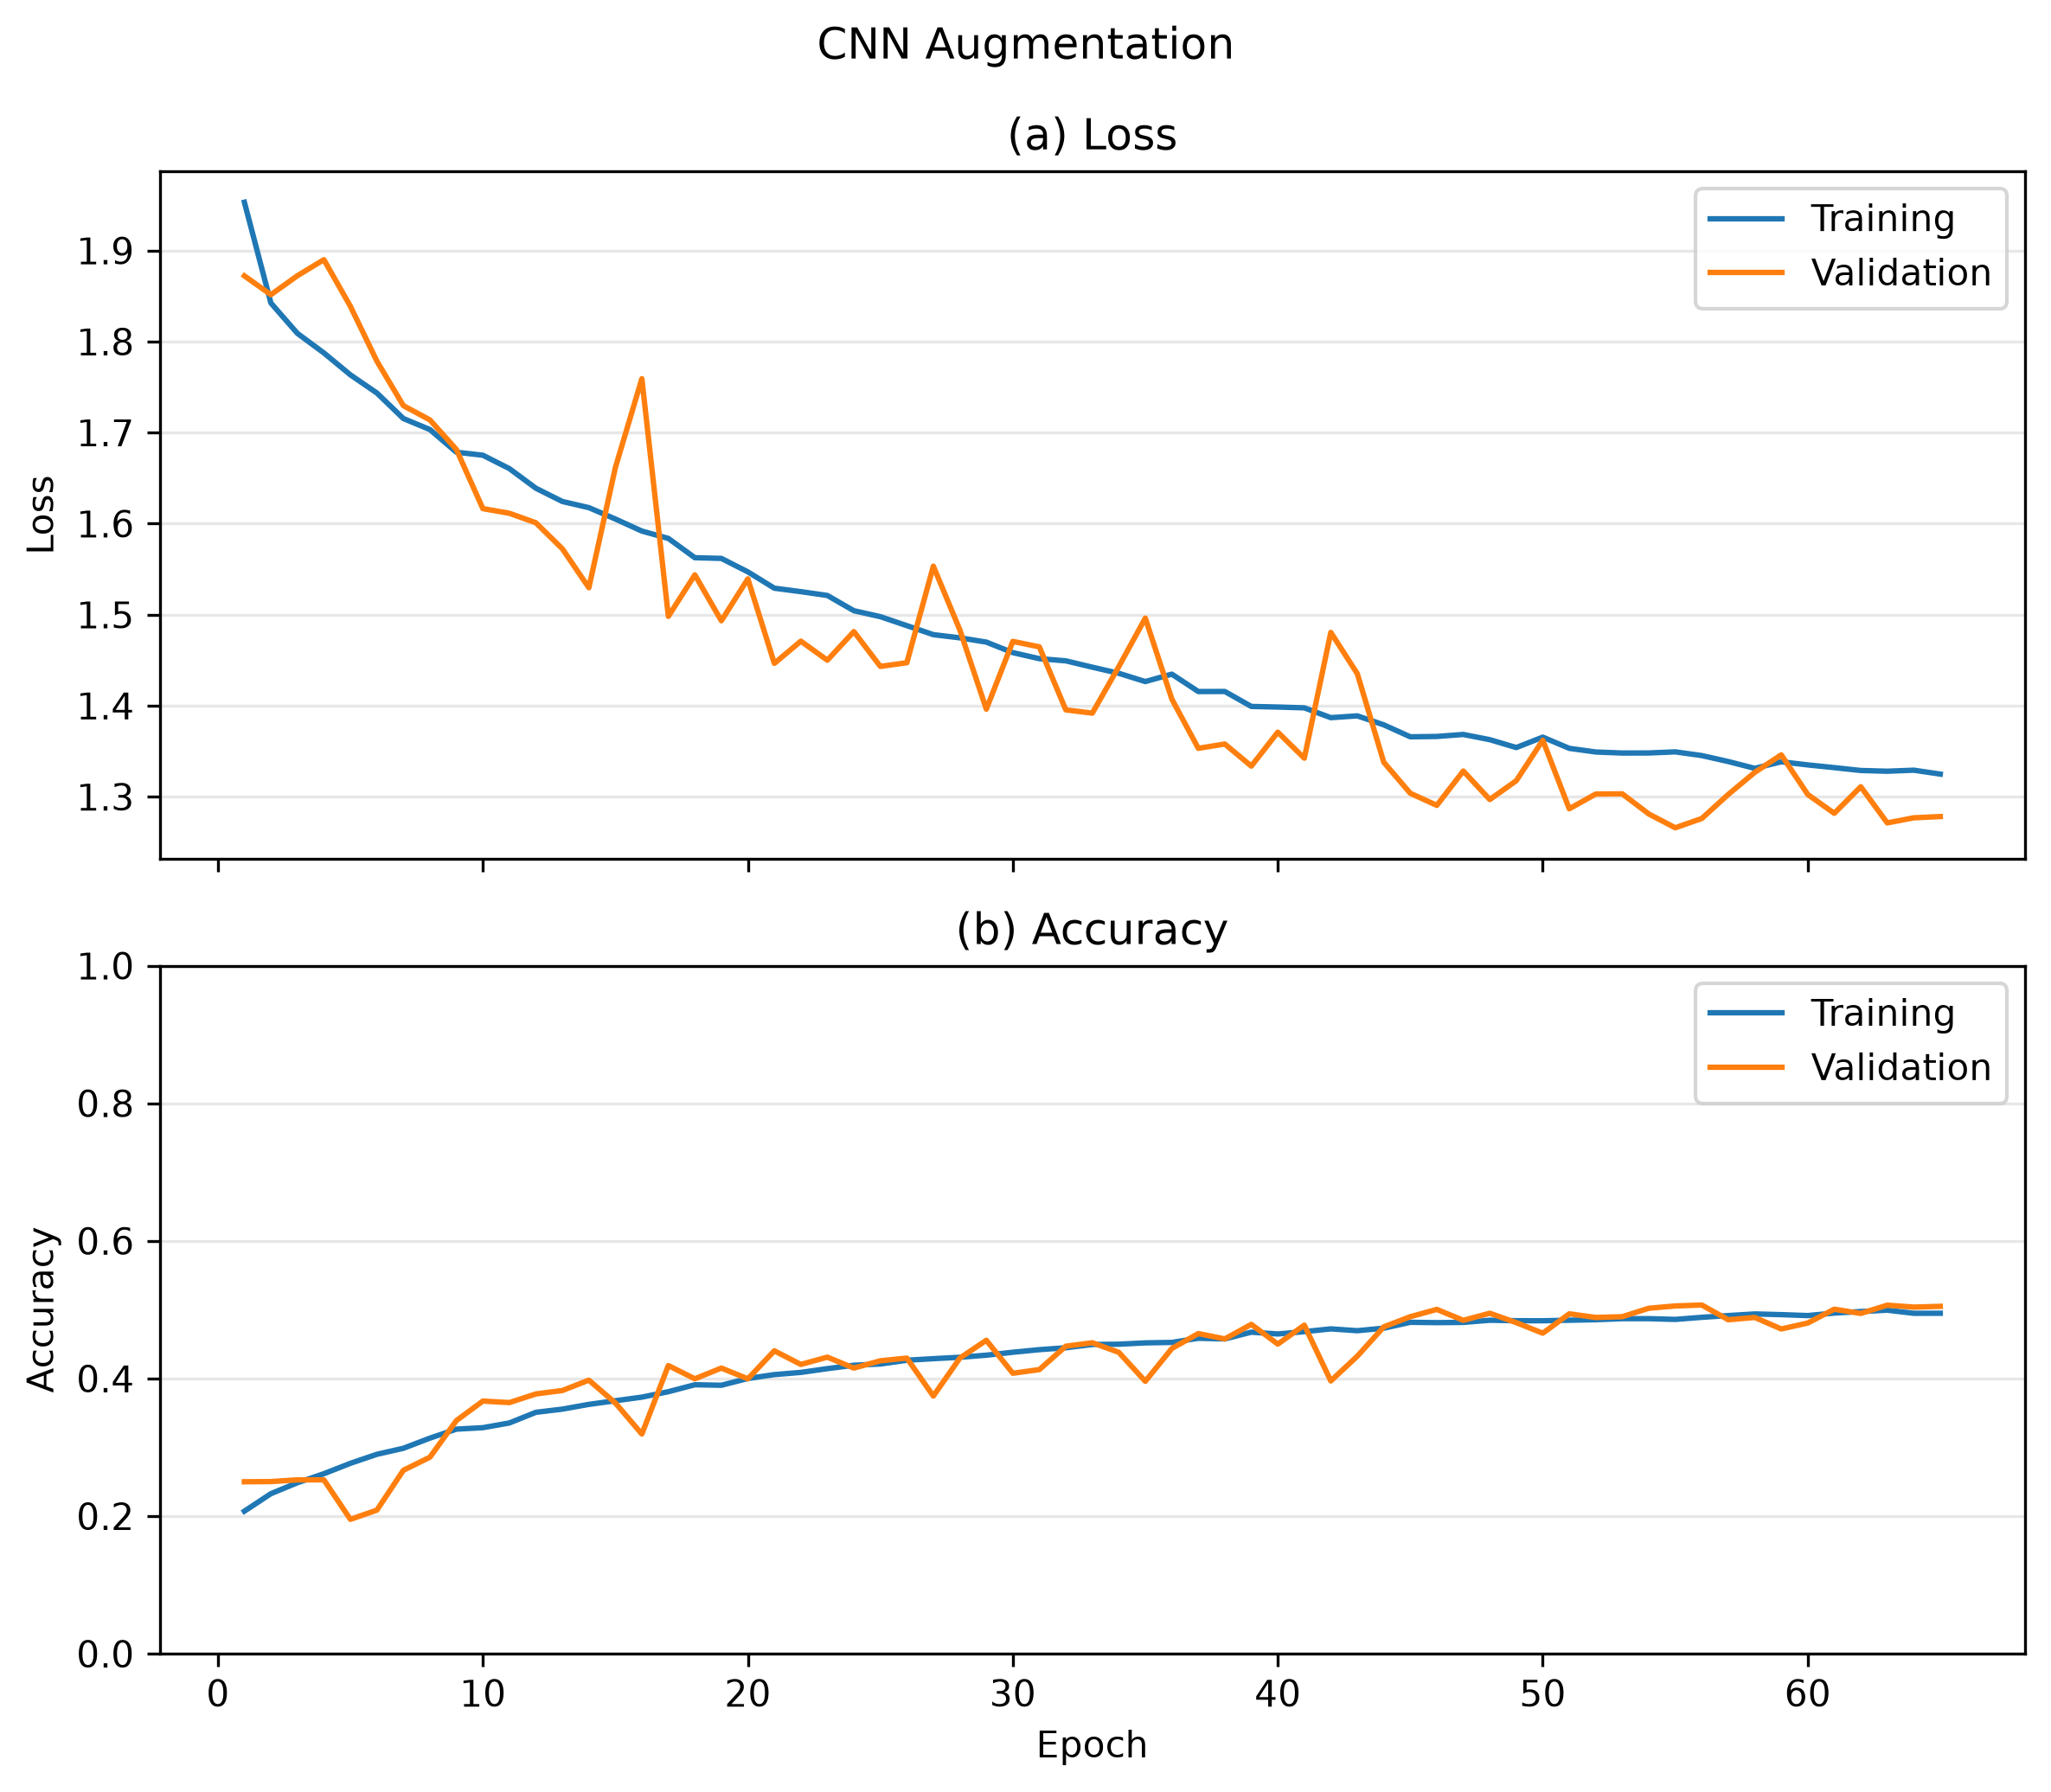 CNN Augmentation
(a) Loss
Training
Validation
1.9
1.8
1.7
1.6
1.5
1.4
1.3
Loss
(b) Accuracy
Training
Validation
1.0
0.8
0.6
0.4
0.2
0.0
Accuracy
0 10 20 30 40 50 60
Epoch